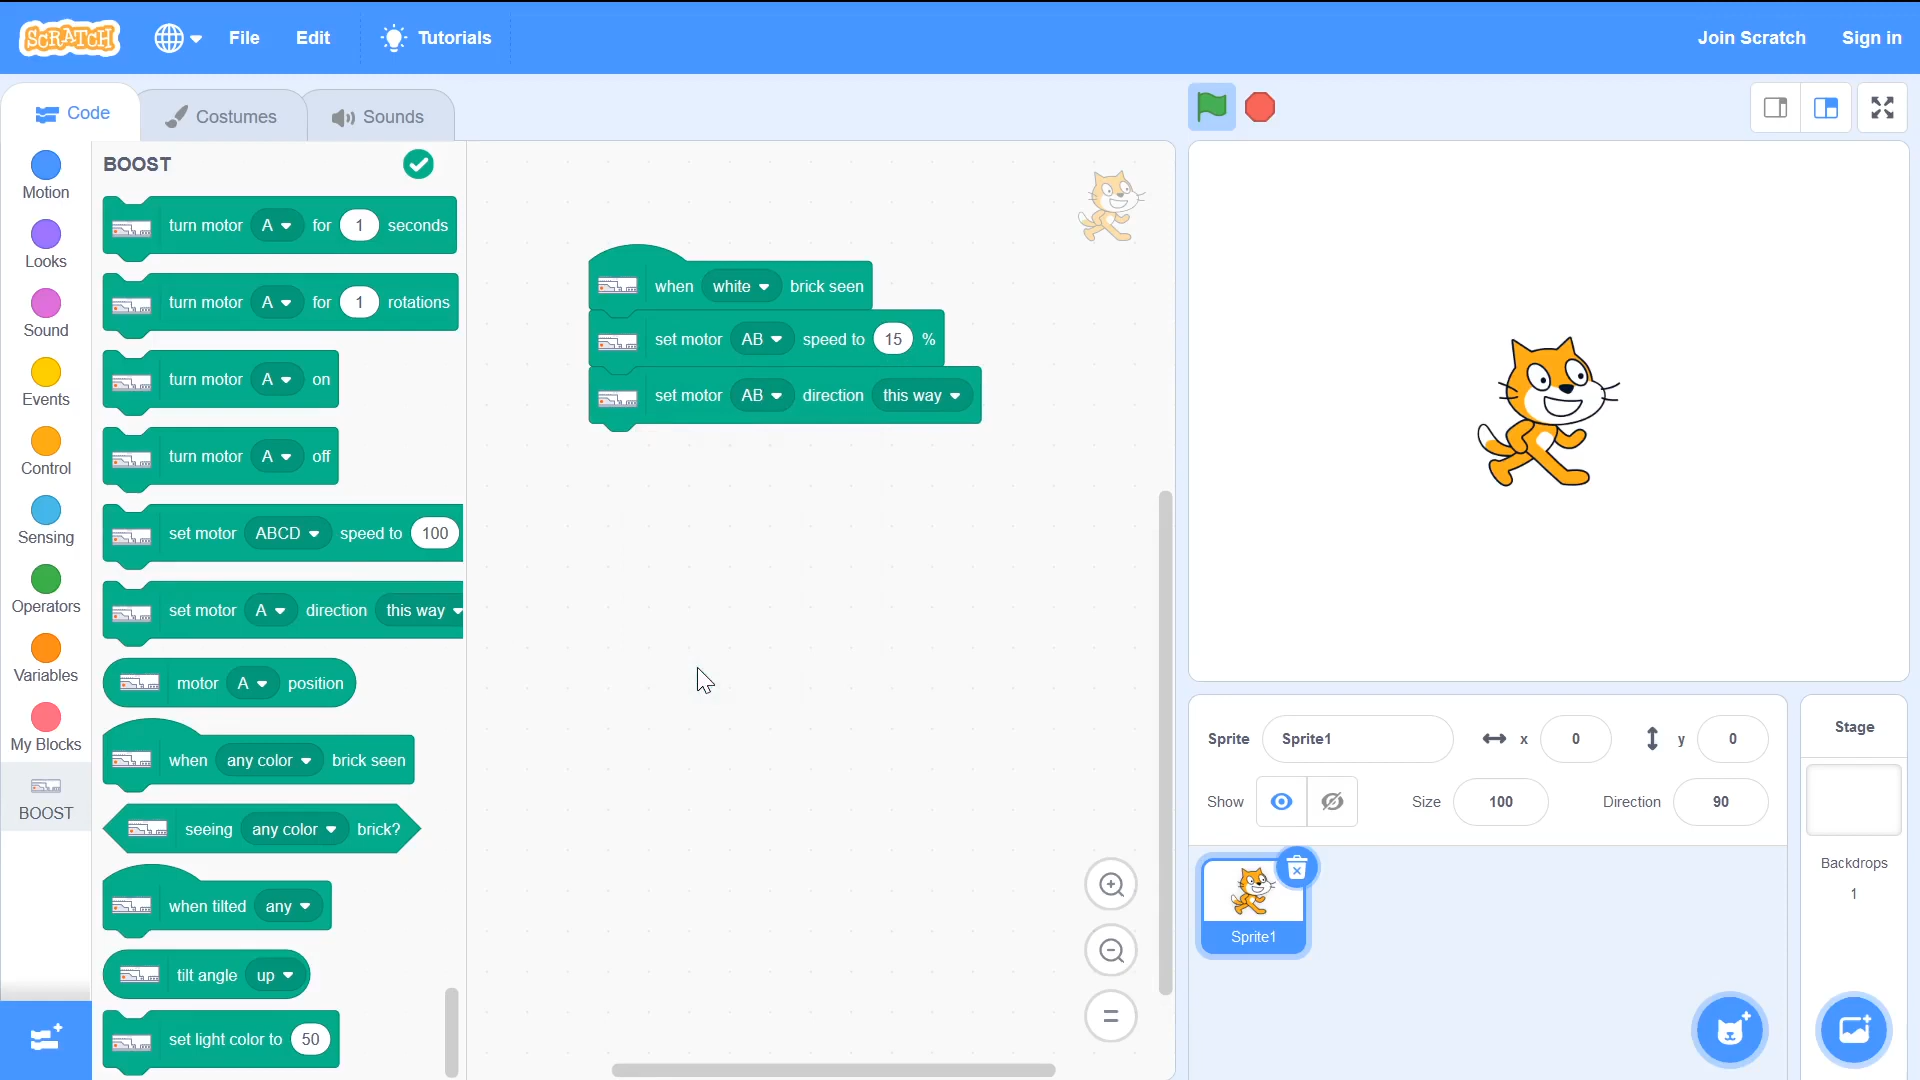 SCRATCH File Edit Tutorials Join Scratch Sign in
Code Costumes Sounds
Motion
Looks
Sound
Events
Control
Sensing
Operators
Variables
My Blocks
BOOST
BOOST
turn motor A for 1 seconds
turn motor A for 1 rotations
turn motor A on
turn motor A off
set motor ABCD speed to 100
set motor A direction this way
motor A position
when any color brick seen
seeing any color brick?
when tilted any
tilt angle up
set light color to 50
when white brick seen
set motor AB speed to 15 %
set motor AB direction this way
Sprite Sprite1 x 0 y 0
Show Size 100 Direction 90
Sprite1
Stage
Backdrops
1